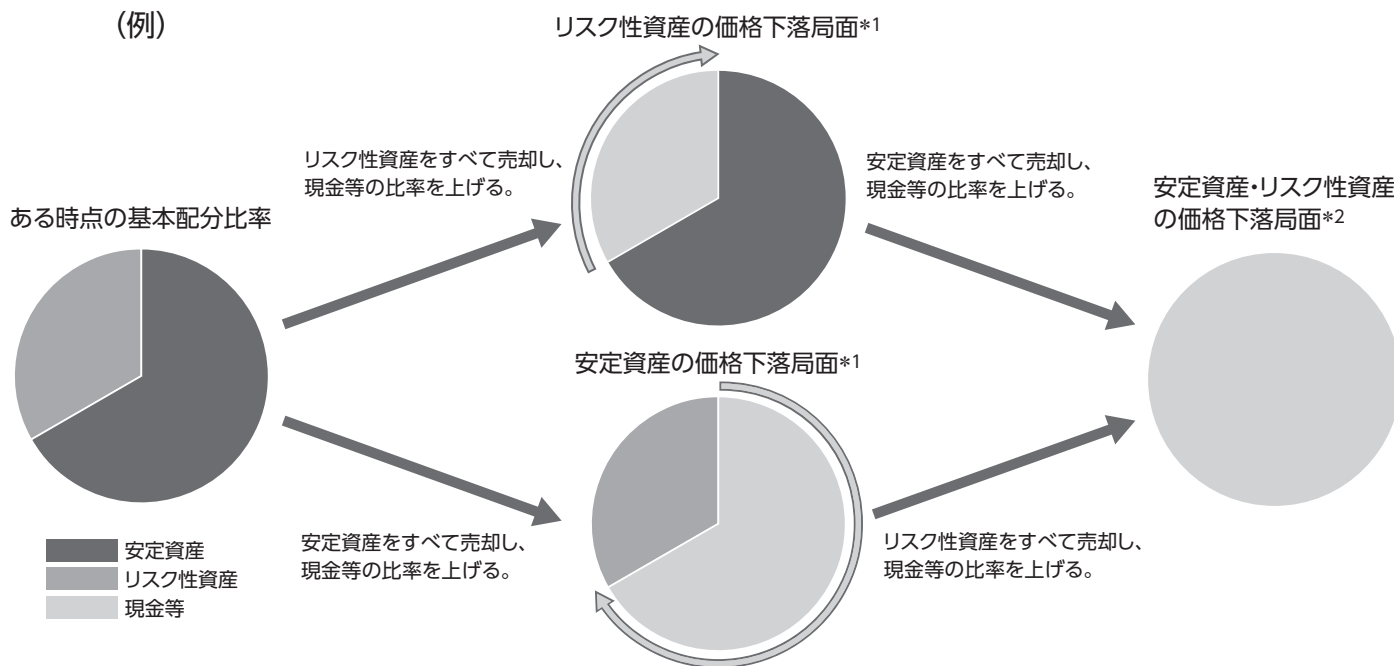 (例)
リスク性資産の価格下落局面*1
リスク性資産をすべて売却し、
現金等の比率を上げる。
安定資産をすべて売却し、
現金等の比率を上げる。
安定資産・リスク性資産
の価格下落局面*2
ある時点の基本配分比率
安定資産の価格下落局面*1
安定資産
リスク性資産
現金等
安定資産をすべて売却し、
現金等の比率を上げる。
リスク性資産をすべて売却し、
現金等の比率を上げる。